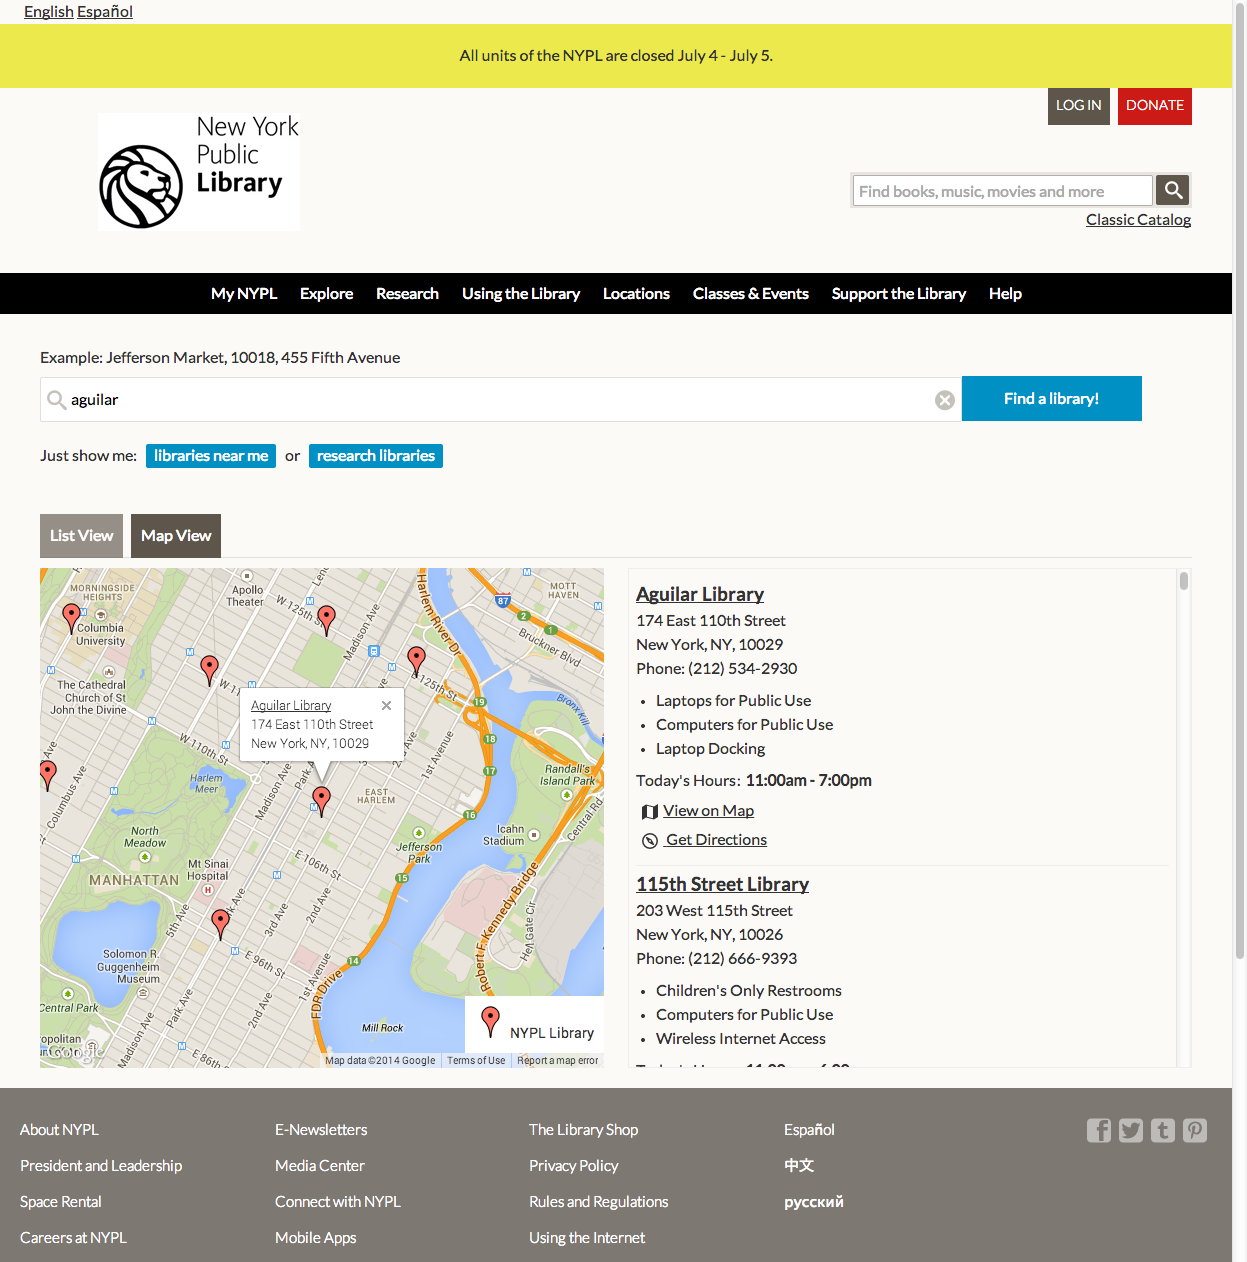 English Español
All units of the NYPL are closed July 4 - July 5.
LOG IN DONATE
New York
Public
Library
Find books, music, movies and more
Classic Catalog
My NYPL Explore Research Using the Library Locations Classes & Events Support the Library Help
Example: Jefferson Market, 10018, 455 Fifth Avenue
aguilar
Find a library!
Just show me: libraries near me or research libraries
List View Map View
MORNINGSIDE
HEIGHTS
Columbia
University
The Cathedral
Church of St
John the Divine
Apollo
Theater
W 125th St
Madison Ave
Harlem River Dr
87
MOTT
HAVEN
2
1
Bruckner Blvd
E 125th St
19
Bronx Kill
18
17
Aguilar Library
174 East 110th Street
New York, NY, 10029
W 110th St
Columbus Ave
Harlem
Meer
Madison Ave
Park Ave
1st Avenue
EAST
HARLEM
Randall's
Island Park
Central Rd
16
Icahn
Stadium
North
Meadow
Mt Sinai
Hospital
H
MANHATTAN
Jefferson
Park
15
E 106th St
5th Ave
3rd Ave
2nd Ave
Robert F. Kennedy Bridge
Hell Gate Cir
Solomon R.
Guggenheim
Museum
E 96th St
14
1st Avenue
FDR Drive
Central Park
Park Ave
2nd Ave
E 86th St
Mill Rock
NYPL Library
Google
Map data ©2014 Google Terms of Use Report a map error
Aguilar Library
174 East 110th Street
New York, NY, 10029
Phone: (212) 534-2930
• Laptops for Public Use
• Computers for Public Use
• Laptop Docking
Today's Hours: 11:00am - 7:00pm
View on Map
Get Directions
115th Street Library
203 West 115th Street
New York, NY, 10026
Phone: (212) 666-9393
• Children's Only Restrooms
• Computers for Public Use
• Wireless Internet Access
About NYPL E-Newsletters The Library Shop Español
President and Leadership Media Center Privacy Policy 中文
Space Rental Connect with NYPL Rules and Regulations русский
Careers at NYPL Mobile Apps Using the Internet